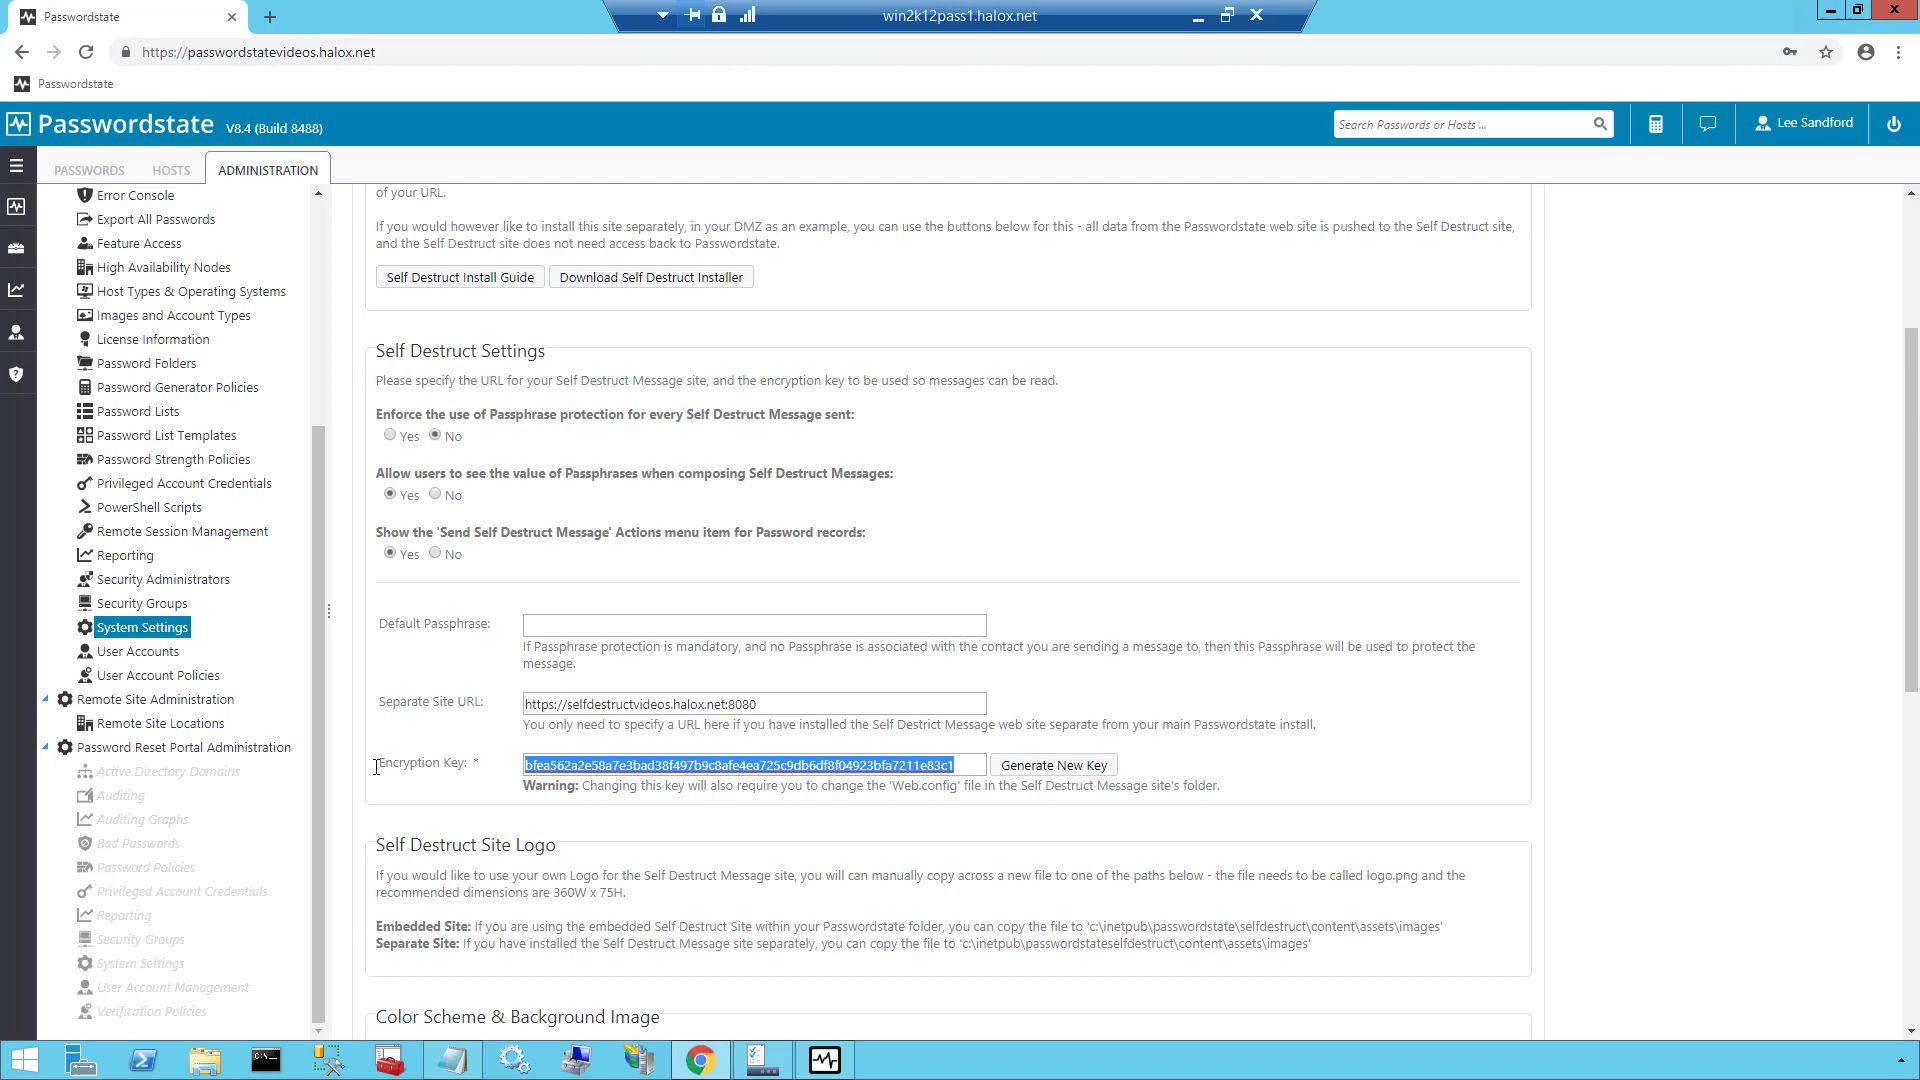 Passwordstate
win2k12pass1.halox.net
https://passwordstatevideos.halox.net
Passwordstate
Passwordstate V8.4 (Build 8488)
Search Passwords or Hosts ...
Lee Sandford
PASSWORDS
HOSTS
ADMINISTRATION
Error Console
Export All Passwords
Feature Access
High Availability Nodes
Host Types & Operating Systems
Images and Account Types
License Information
Password Folders
Password Generator Policies
Password Lists
Password List Templates
Password Strength Policies
Privileged Account Credentials
PowerShell Scripts
Remote Session Management
Reporting
Security Administrators
Security Groups
System Settings
User Accounts
User Account Policies
Remote Site Administration
Remote Site Locations
Password Reset Portal Administration
Active Directory Domains
Auditing
Auditing Graphs
Bad Passwords
Password Policies
Privileged Account Credentials
Reporting
Security Groups
System Settings
User Account Management
Verification Policies
of your URL.
If you would however like to install this site separately, in your DMZ as an example, you can use the buttons below for this - all data from the Passwordstate web site is pushed to the Self Destruct site,
and the Self Destruct site does not need access back to Passwordstate.
Self Destruct Install Guide
Download Self Destruct Installer
Self Destruct Settings
Please specify the URL for your Self Destruct Message site, and the encryption key to be used so messages can be read.
Enforce the use of Passphrase protection for every Self Destruct Message sent:
Yes No
Allow users to see the value of Passphrases when composing Self Destruct Messages:
Yes No
Show the 'Send Self Destruct Message' Actions menu item for Password records:
Yes No
Default Passphrase:
If Passphrase protection is mandatory, and no Passphrase is associated with the contact you are sending a message to, then this Passphrase will be used to protect the
message.
Separate Site URL:
https://selfdestructvideos.halox.net:8080
You only need to specify a URL here if you have installed the Self Destrict Message web site separate from your main Passwordstate install.
Encryption Key: *
bfea562a2e58a7e3bad38f497b9c8afe4ea725c9db6df8f04923bfa7211e83c1
Generate New Key
Warning: Changing this key will also require you to change the 'Web.config' file in the Self Destruct Message site's folder.
Self Destruct Site Logo
If you would like to use your own Logo for the Self Destruct Message site, you will can manually copy across a new file to one of the paths below - the file needs to be called logo.png and the
recommended dimensions are 360W x 75H.
Embedded Site: If you are using the embedded Self Destruct Site within your Passwordstate folder, you can copy the file to 'c:\inetpub\passwordstate\selfdestruct\content\assets\images'
Separate Site: If you have installed the Self Destruct Message site separately, you can copy the file to 'c:\inetpub\passwordstateselfdestruct\content\assets\images'
Color Scheme & Background Image